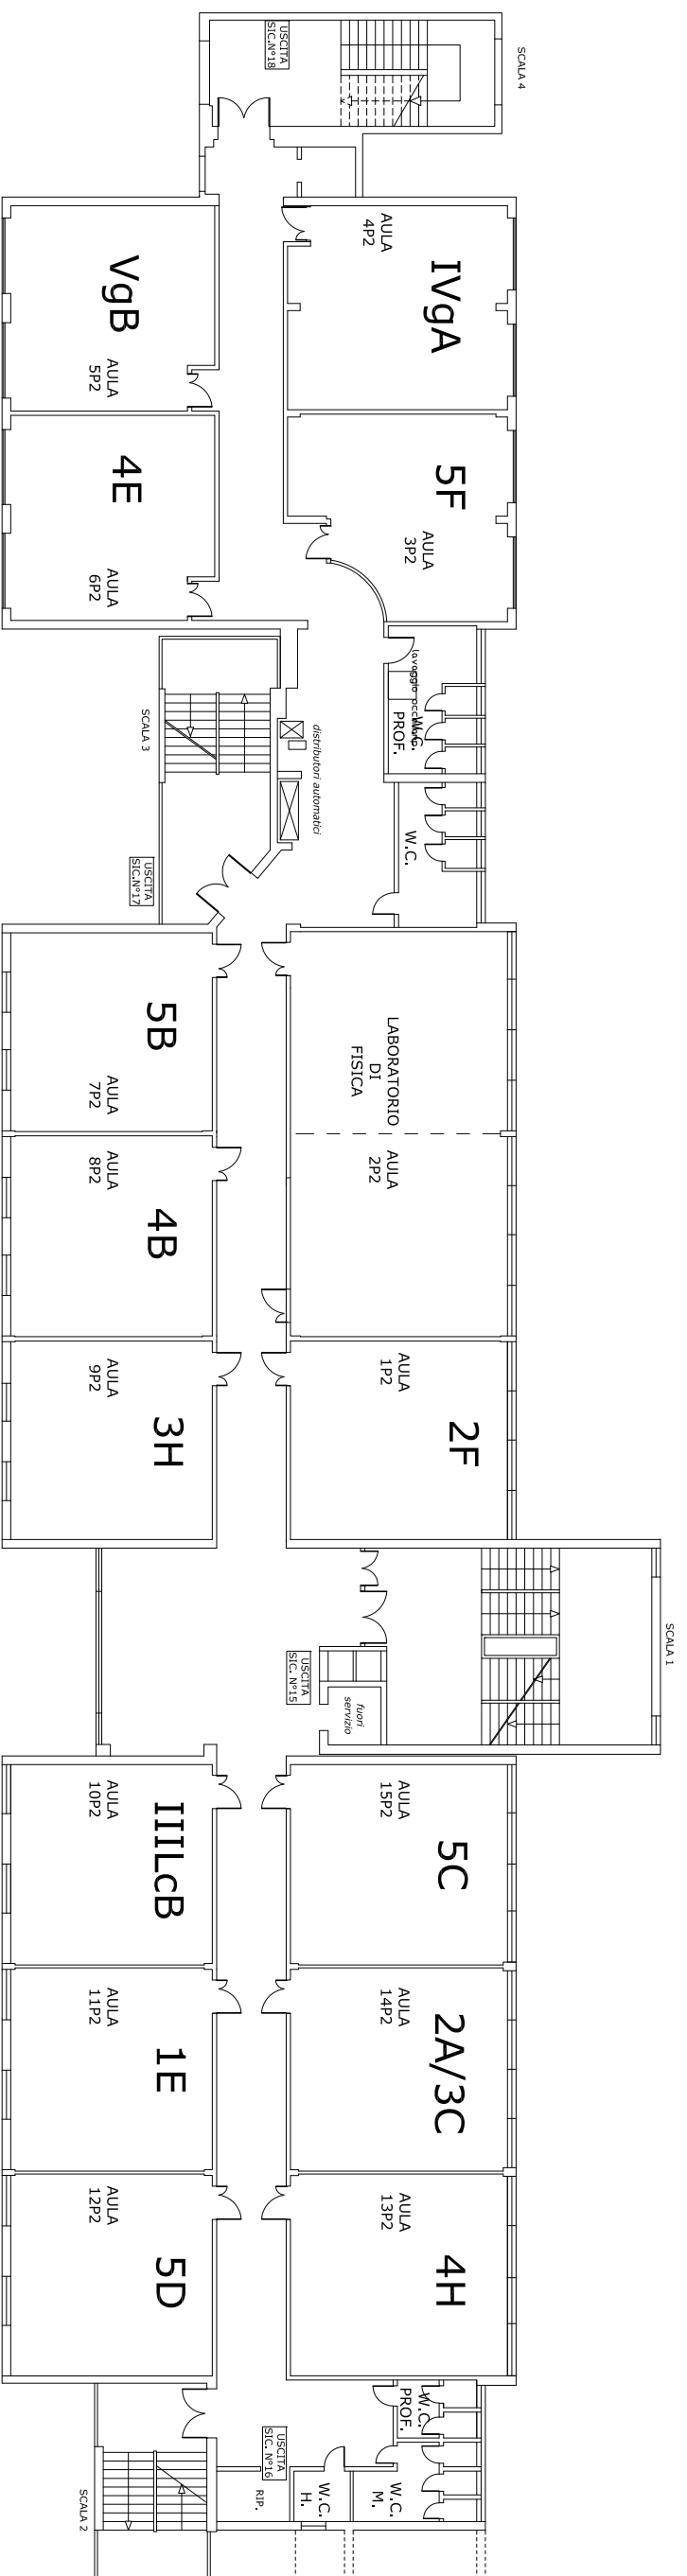 SCALA 4
USCITA
SIC.N°18
AULA
4P2
IVgA
VgB
AULA
5P2
5F
AULA
3P2
4E
AULA
6P2
lavaggio occhi
W.C.
PROF.
SCALA 3
distributori automatici
W.C.
USCITA
SIC.N°17
5B
AULA
7P2
LABORATORIO
DI
FISICA
AULA
2P2
AULA
8P2
4B
AULA
9P2
3H
AULA
1P2
2F
SCALA 1
USCITA
SIC. N°15
fuori
servizio
AULA
10P2
IIILcB
AULA
15P2
5C
AULA
11P2
1E
AULA
14P2
2A/3C
AULA
12P2
5D
AULA
13P2
4H
W.C.
PROF.
USCITA
SIC. N°16
RIP.
W.C.
H.
W.C.
M.
SCALA 2